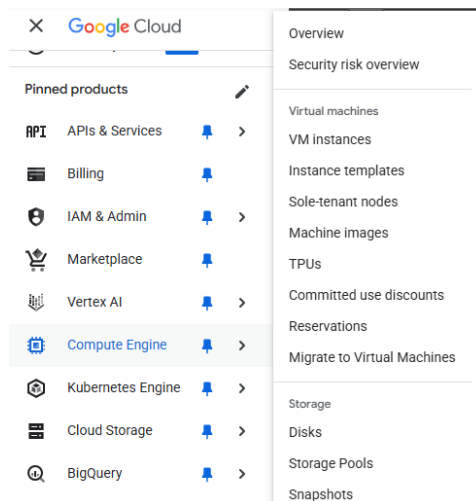 Google Cloud
Pinned products
API APIs & Services
Billing
IAM & Admin
Marketplace
Vertex AI
Compute Engine
Kubernetes Engine
Cloud Storage
BigQuery
Overview
Security risk overview
Virtual machines
VM instances
Instance templates
Sole-tenant nodes
Machine images
TPUs
Committed use discounts
Reservations
Migrate to Virtual Machines
Storage
Disks
Storage Pools
Snapshots